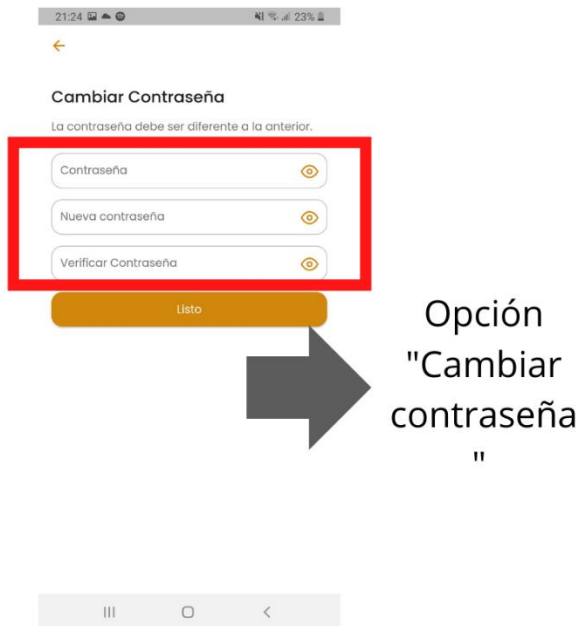 21:24 23%
Cambiar Contraseña
La contraseña debe ser diferente a la anterior.
Contraseña
Nueva contraseña
Verificar Contraseña
Listo
Opción
"Cambiar
contraseña
"